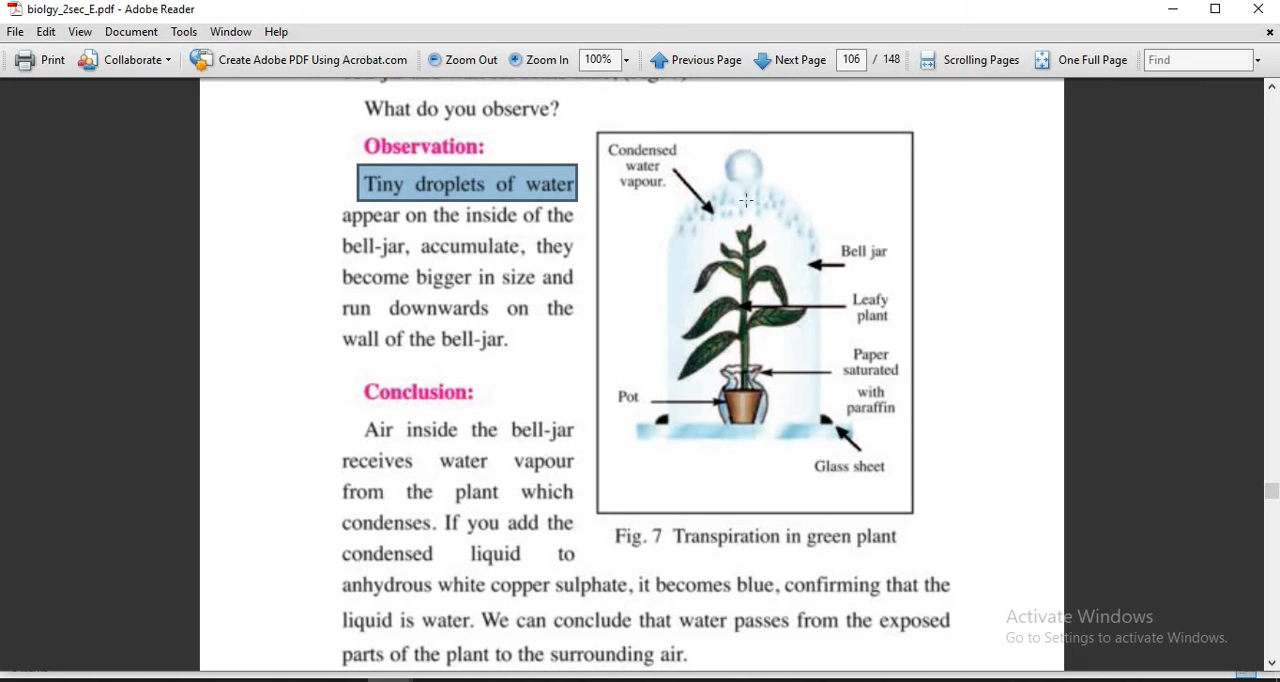 biolgy_2sec_E.pdf - Adobe Reader
File Edit View Document Tools Window Help
Print Collaborate Create Adobe PDF Using Acrobat.com Zoom Out Zoom In 100% Previous Page Next Page 106 / 148 Scrolling Pages One Full Page Find
What do you observe?
Observation:
Tiny droplets of water
appear on the inside of the
bell-jar, accumulate, they
become bigger in size and
run downwards on the
wall of the bell-jar.
Conclusion:
Air inside the bell-jar
receives water vapour
from the plant which
condenses. If you add the
condensed liquid to
anhydrous white copper sulphate, it becomes blue, confirming that the
liquid is water. We can conclude that water passes from the exposed
parts of the plant to the surrounding air.
Condensed
water
vapour.
Bell jar
Leafy
plant
Paper
saturated
with
paraffin
Pot
Glass sheet
Fig. 7 Transpiration in green plant
Activate Windows
Go to Settings to activate Windows.